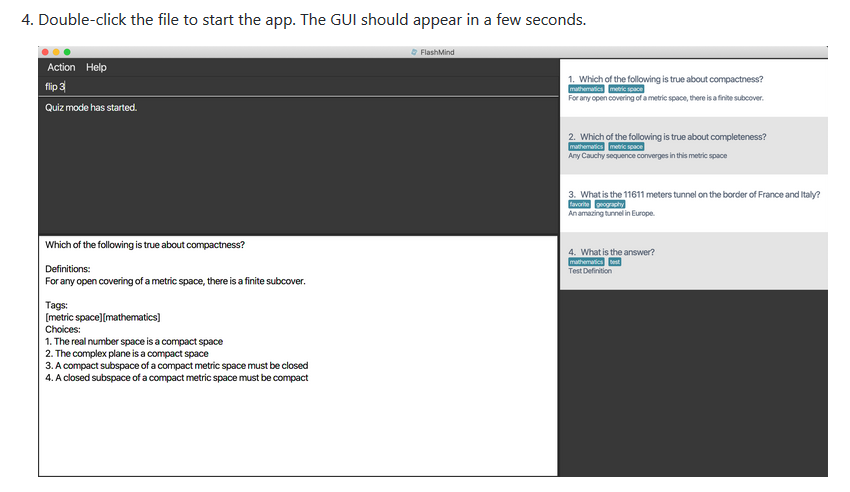 4. Double-click the file to start the app. The GUI should appear in a few seconds.
FlashMind
Action Help
flip 3
Quiz mode has started.
Which of the following is true about compactness?
Definitions:
For any open covering of a metric space, there is a finite subcover.
Tags:
[metric space][mathematics]
Choices:
1. The real number space is a compact space
2. The complex plane is a compact space
3. A compact subspace of a compact metric space must be closed
4. A closed subspace of a compact metric space must be compact
1. Which of the following is true about compactness?
mathematics metric space
For any open covering of a metric space, there is a finite subcover.
2. Which of the following is true about completeness?
mathematics metric space
Any Cauchy sequence converges in this metric space
3. What is the 11611 meters tunnel on the border of France and Italy?
favorite geography
An amazing tunnel in Europe.
4. What is the answer?
mathematics test
Test Definition